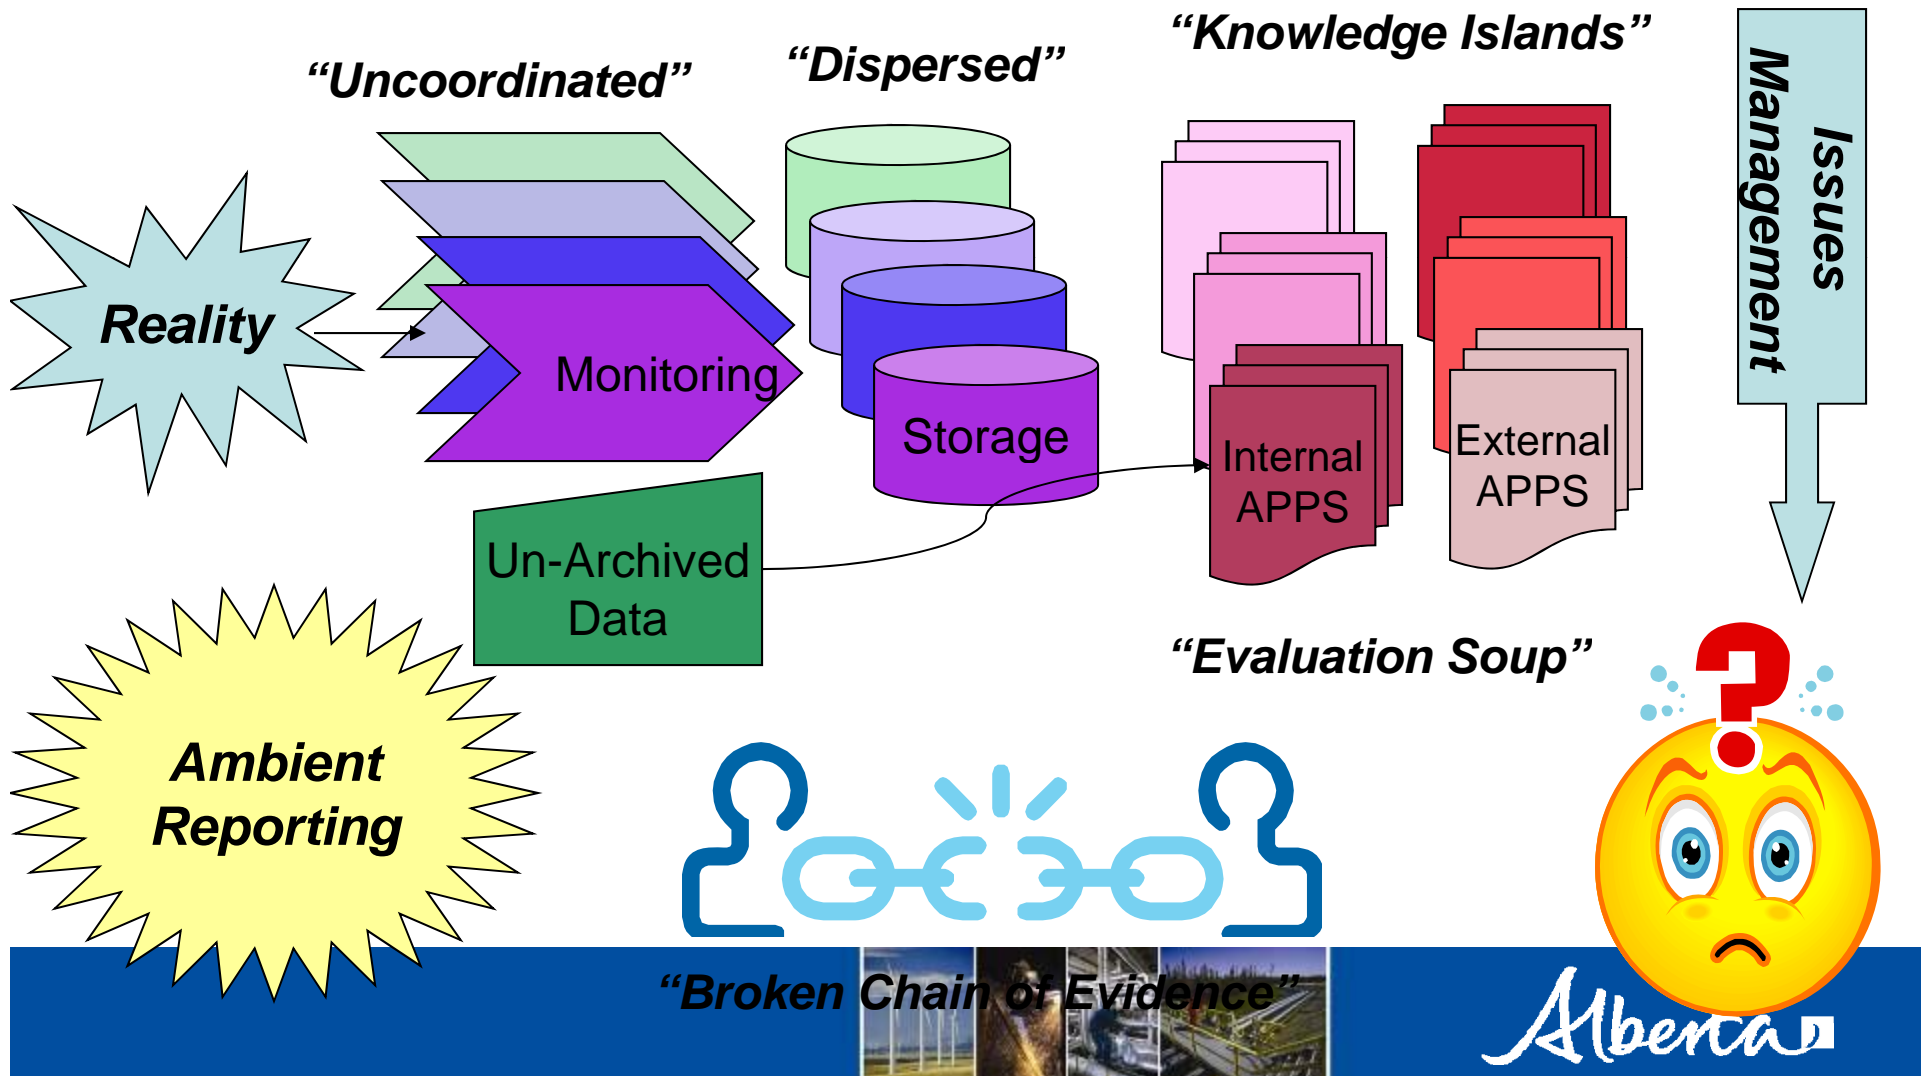 “Uncoordinated”
“Dispersed”
“Knowledge Islands”
Issues
Management
Reality
Monitoring
Storage
Internal
APPS
External
APPS
Un-Archived
Data
“Evaluation Soup”
?
Ambient
Reporting
“Broken Chain of Evidence”
Alberta